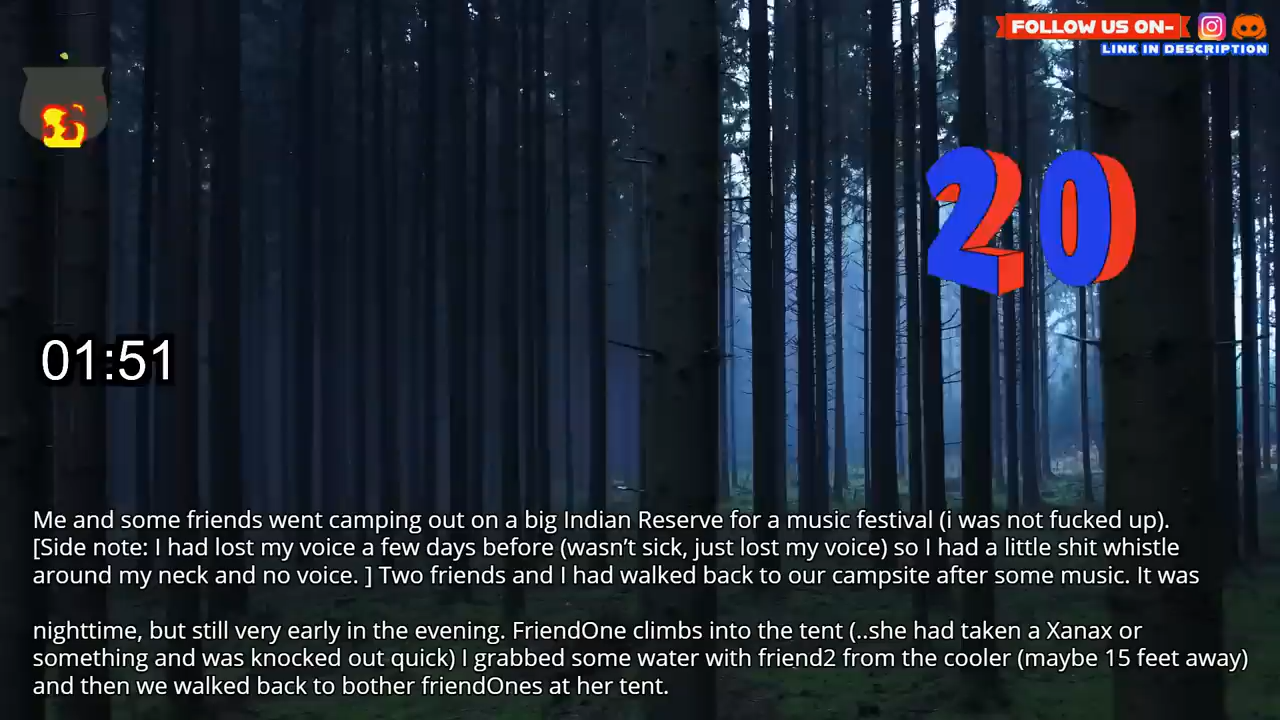 FOLLOW US ON-
LINK IN DESCRIPTION
20
01:51
Me and some friends went camping out on a big Indian Reserve for a music festival (i was not fucked up).
[Side note: I had lost my voice a few days before (wasn’t sick, just lost my voice) so I had a little shit whistle
around my neck and no voice. ] Two friends and I had walked back to our campsite after some music. It was
nighttime, but still very early in the evening. FriendOne climbs into the tent (..she had taken a Xanax or
something and was knocked out quick) I grabbed some water with friend2 from the cooler (maybe 15 feet away)
and then we walked back to bother friendOnes at her tent.